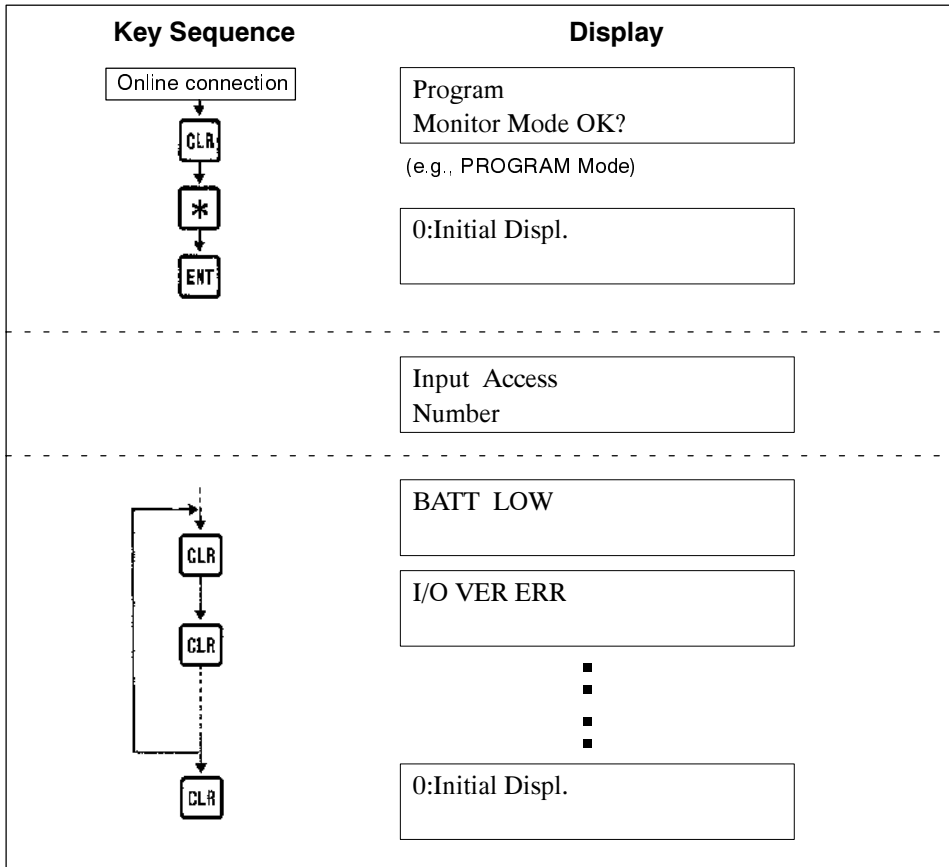 Key Sequence
Display
Online connection
Program
Monitor Mode OK?
CLR
(e.g., PROGRAM Mode)
*
0:Initial Displ.
ENT
Input Access
Number
BATT LOW
CLR
I/O VER ERR
CLR
0:Initial Displ.
CLR